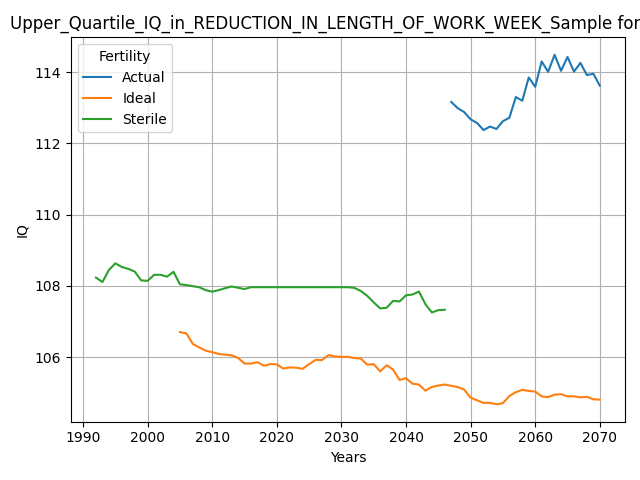 Upper_Quartile_IQ_in_REDUCTION_IN_LENGTH_OF_WORK_WEEK_Sample for
Fertility
Actual
Ideal
Sterile
114
112
110
108
106
IQ
1990 2000 2010 2020 2030 2040 2050 2060 2070
Years